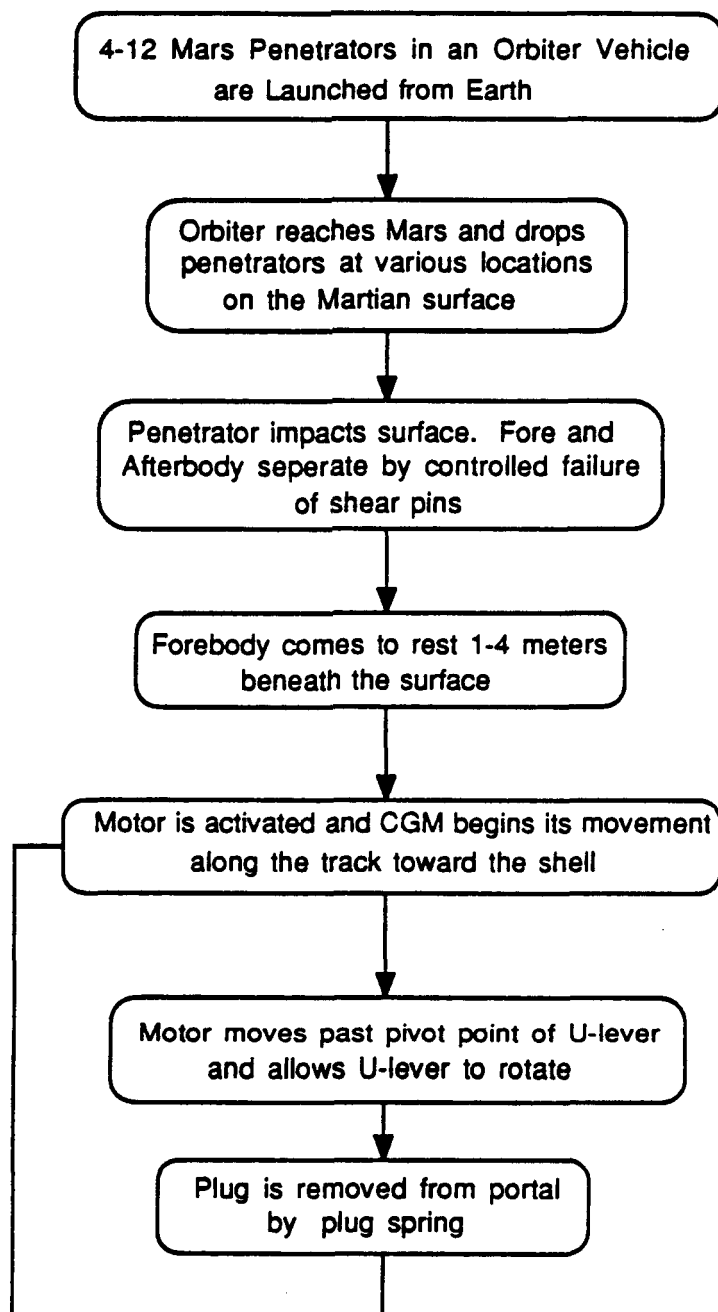 4-12 Mars Penetrators in an Orbiter Vehicle
are Launched from Earth
Orbiter reaches Mars and drops
penetrators at various locations
on the Martian surface
Penetrator impacts surface. Fore and
Afterbody seperate by controlled failure
of shear pins
Forebody comes to rest 1-4 meters
beneath the surface
Motor is activated and CGM begins its movement
along the track toward the shell
Motor moves past pivot point of U-lever
and allows U-lever to rotate
Plug is removed from portal
by plug spring